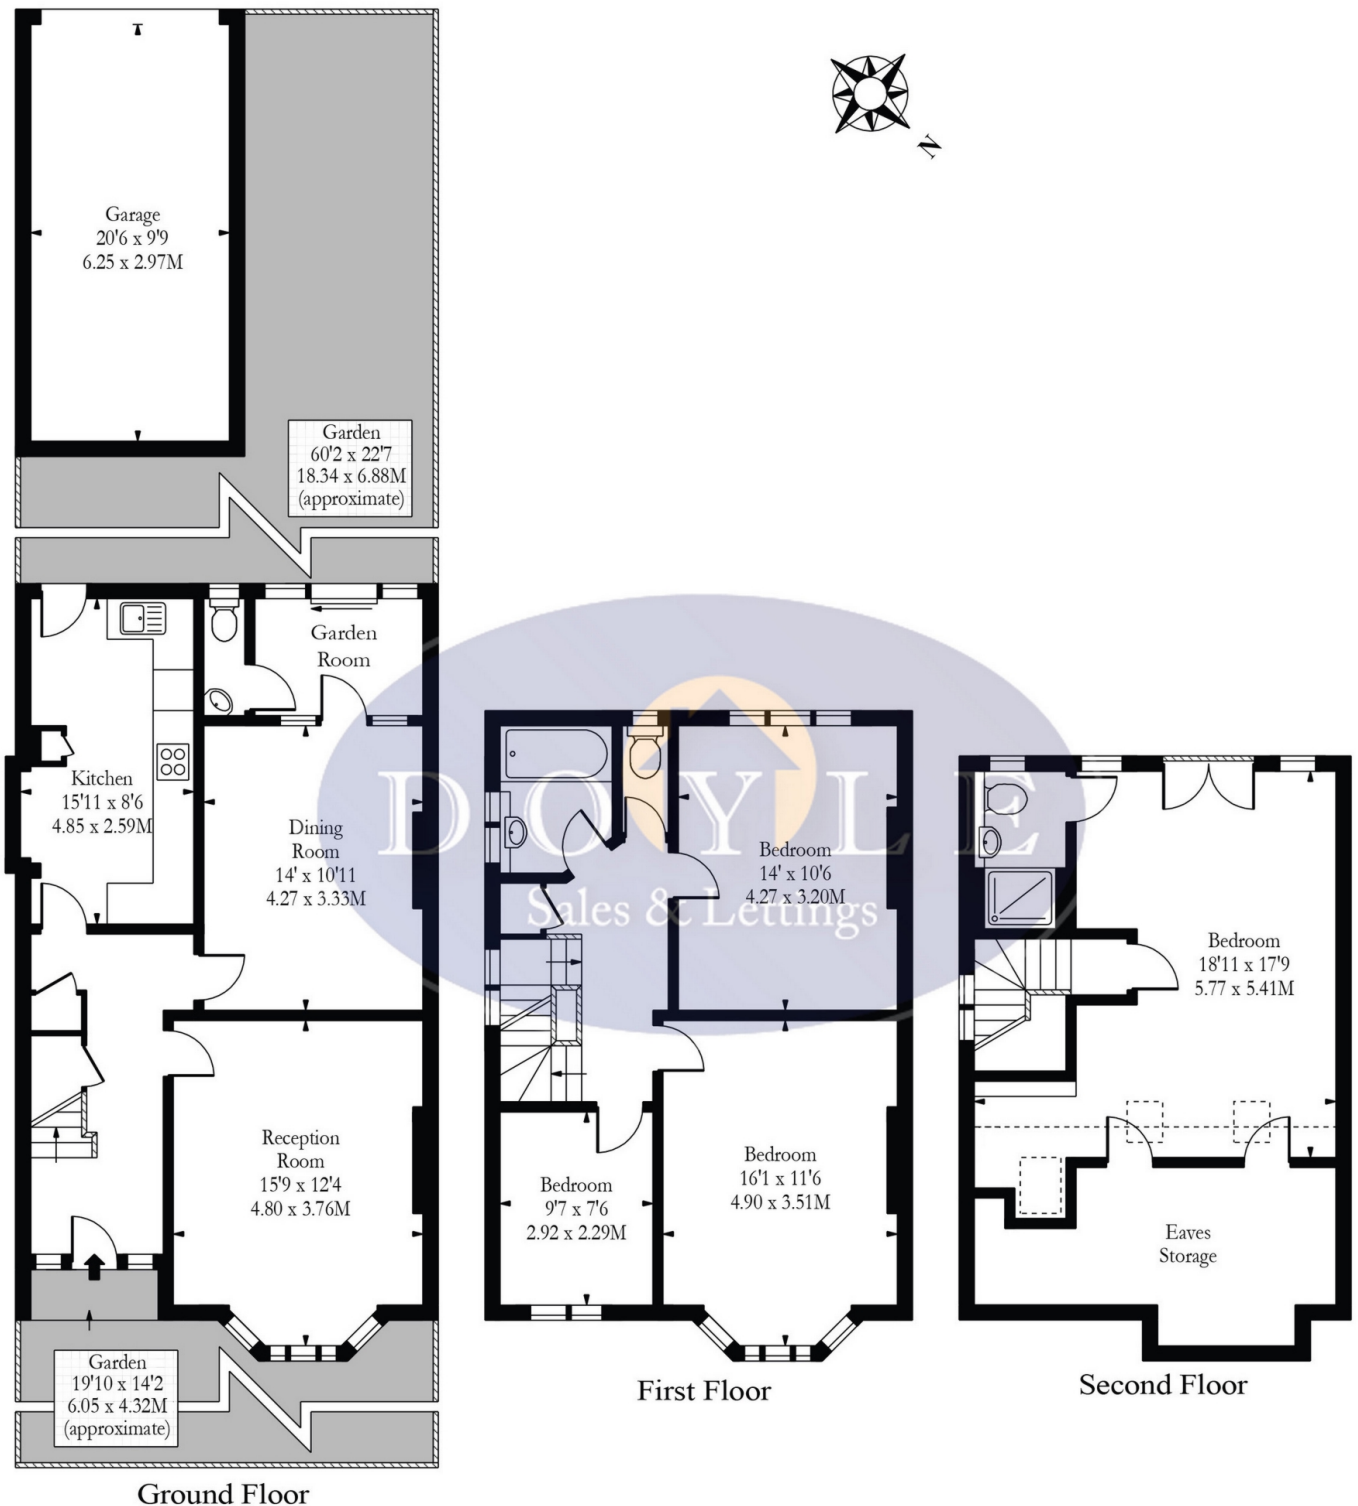 N
Garage
20'6 x 9'9
6.25 x 2.97M
Garden
60'2 x 22'7
18.34 x 6.88M
(approximate)
Garden
Room
Kitchen
15'11 x 8'6
4.85 x 2.59M
Dining
Room
14' x 10'11
4.27 x 3.33M
Reception
Room
15'9 x 12'4
4.80 x 3.76M
Garden
19'10 x 14'2
6.05 x 4.32M
(approximate)
Ground Floor
DOYLE
Sales & Lettings
Bedroom
14' x 10'6
4.27 x 3.20M
Bedroom
9'7 x 7'6
2.92 x 2.29M
Bedroom
16'1 x 11'6
4.90 x 3.51M
First Floor
Bedroom
18'11 x 17'9
5.77 x 5.41M
Eaves
Storage
Second Floor